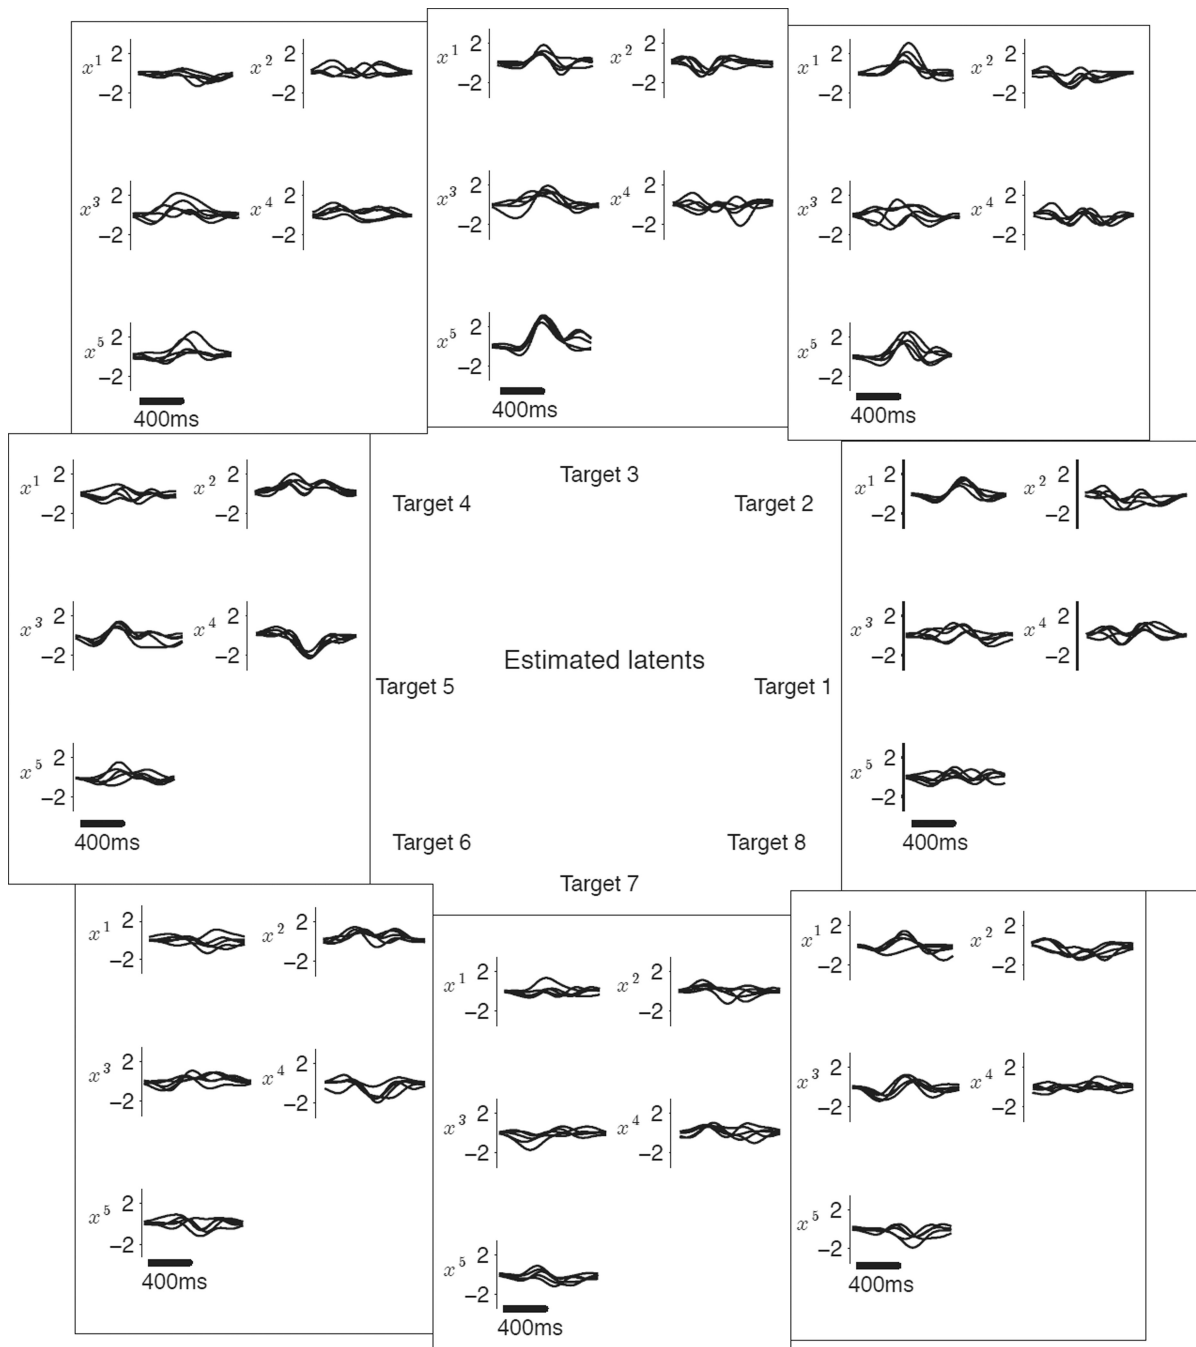 x¹ 2 −2 x² 2 −2
x³ 2 −2 x⁴ 2 −2
x⁵ 2 −2
400ms
x¹ 2 −2 x² 2 −2
x³ 2 −2 x⁴ 2 −2
x⁵ 2 −2
400ms
x¹ 2 −2 x² 2 −2
x³ 2 −2 x⁴ 2 −2
x⁵ 2 −2
400ms
x¹ 2 −2 x² 2 −2
x³ 2 −2 x⁴ 2 −2
x⁵ 2 −2
400ms
Target 3
Target 4
Target 2
Estimated latents
Target 5
Target 1
Target 6
Target 8
Target 7
x¹ 2 −2 x² 2 −2
x³ 2 −2 x⁴ 2 −2
x⁵ 2 −2
400ms
x¹ 2 −2 x² 2 −2
x³ 2 −2 x⁴ 2 −2
x⁵ 2 −2
400ms
x¹ 2 −2 x² 2 −2
x³ 2 −2 x⁴ 2 −2
x⁵ 2 −2
400ms
x¹ 2 −2 x² 2 −2
x³ 2 −2 x⁴ 2 −2
x⁵ 2 −2
400ms